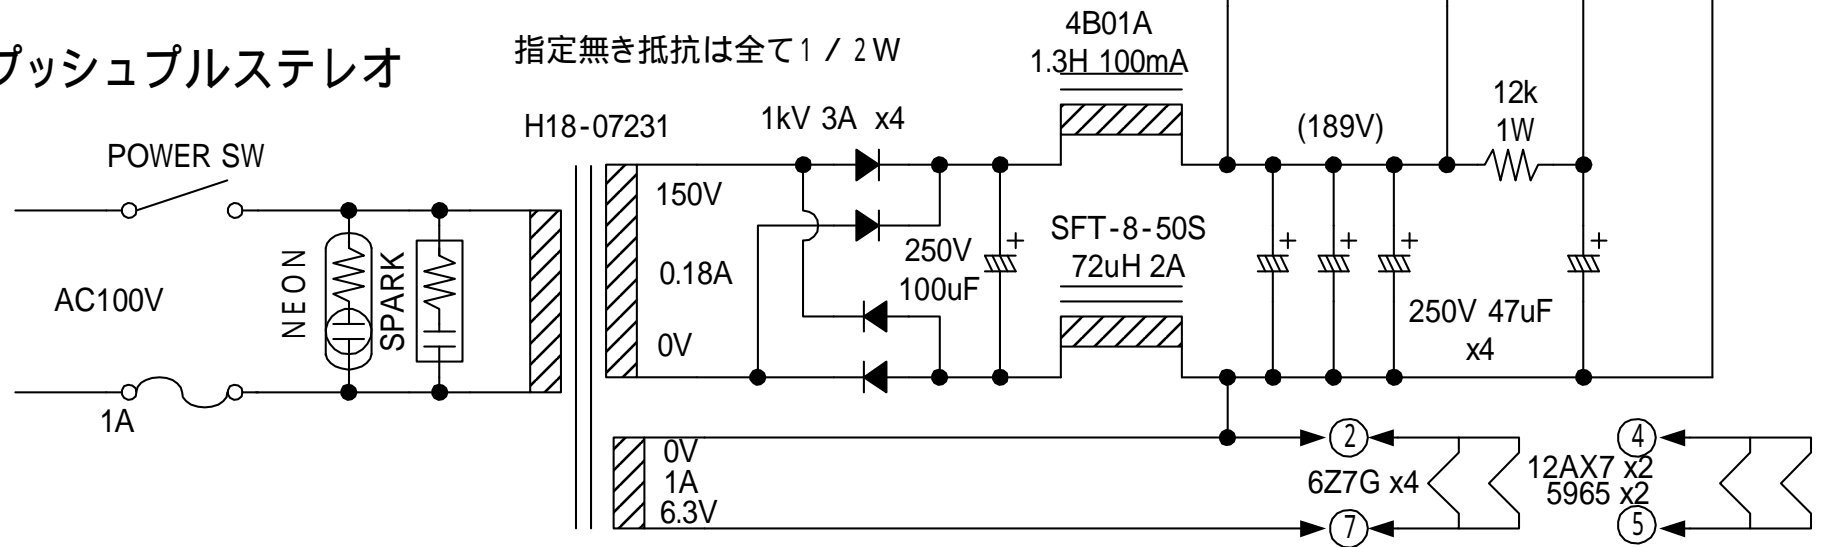 プッシュプルステレオ
指定無き抵抗は全て1／2W
4B01A
1.3H 100mA
H18-07231
1kV 3A x4
(189V)
12k
1W
POWER SW
150V
0.18A
0V
250V
100uF
SFT-8-50S
72uH 2A
AC100V
NEON
SPARK
250V 47uF
x4
1A
0V
1A
6.3V
2
6Z7G x4
7
4
12AX7 x2
5965 x2
5